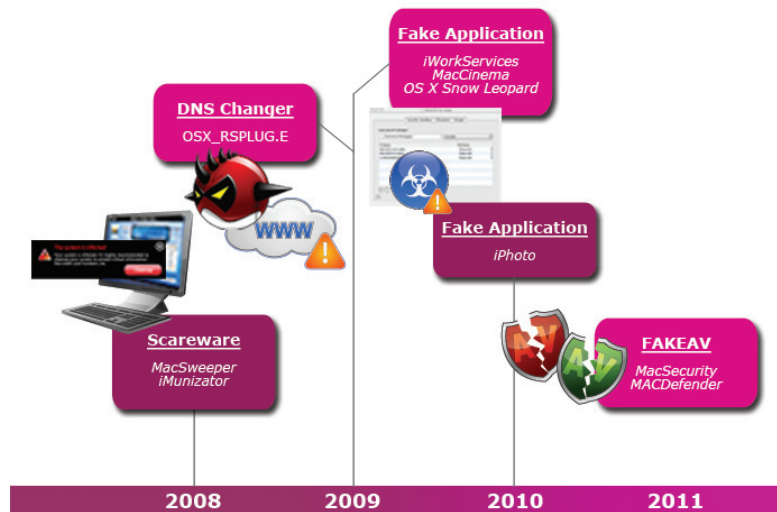 Fake Application
iWorkServices
MacCinema
OS X Snow Leopard
DNS Changer
OSX_RSPLUG.E
WWW
Fake Application
iPhoto
Scareware
MacSweeper
iMunizator
AV
AV
FAKEAV
MacSecurity
MACDefender
2008
2009
2010
2011